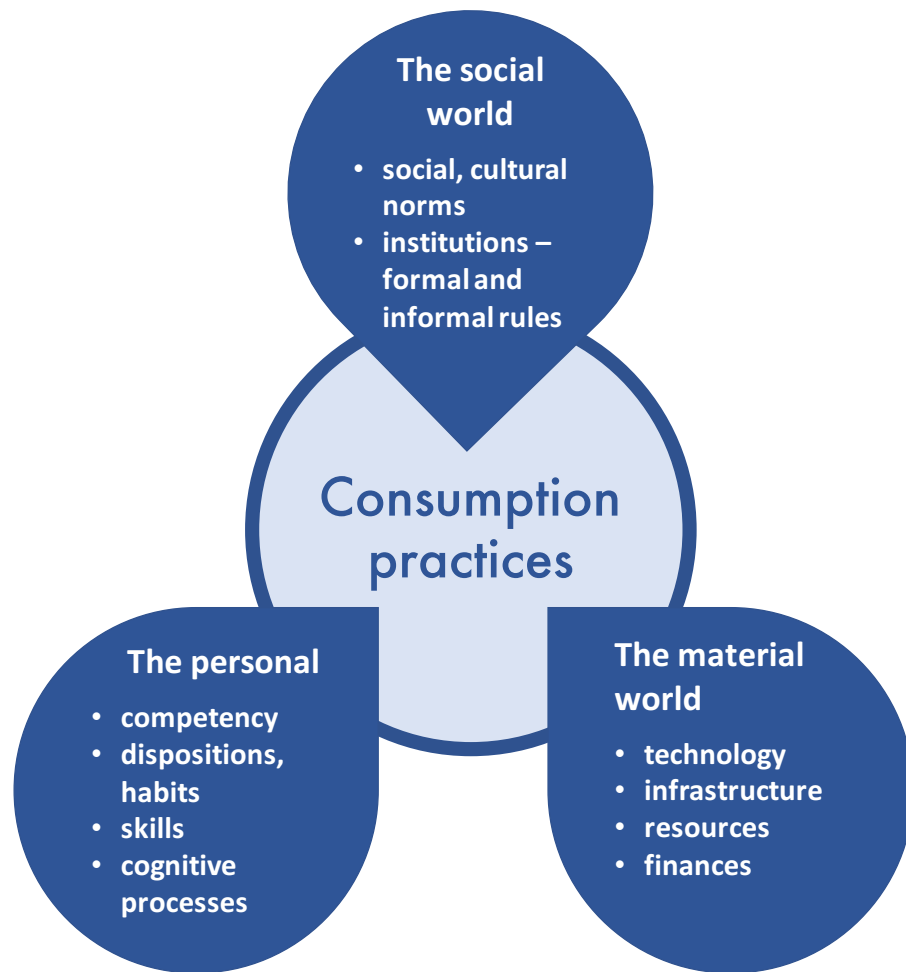 The social
world
• social, cultural
norms
• institutions –
formal and
informal rules
Consumption
practices
The personal
• competency
• dispositions,
habits
• skills
• cognitive
processes
The material
world
• technology
• infrastructure
• resources
• finances